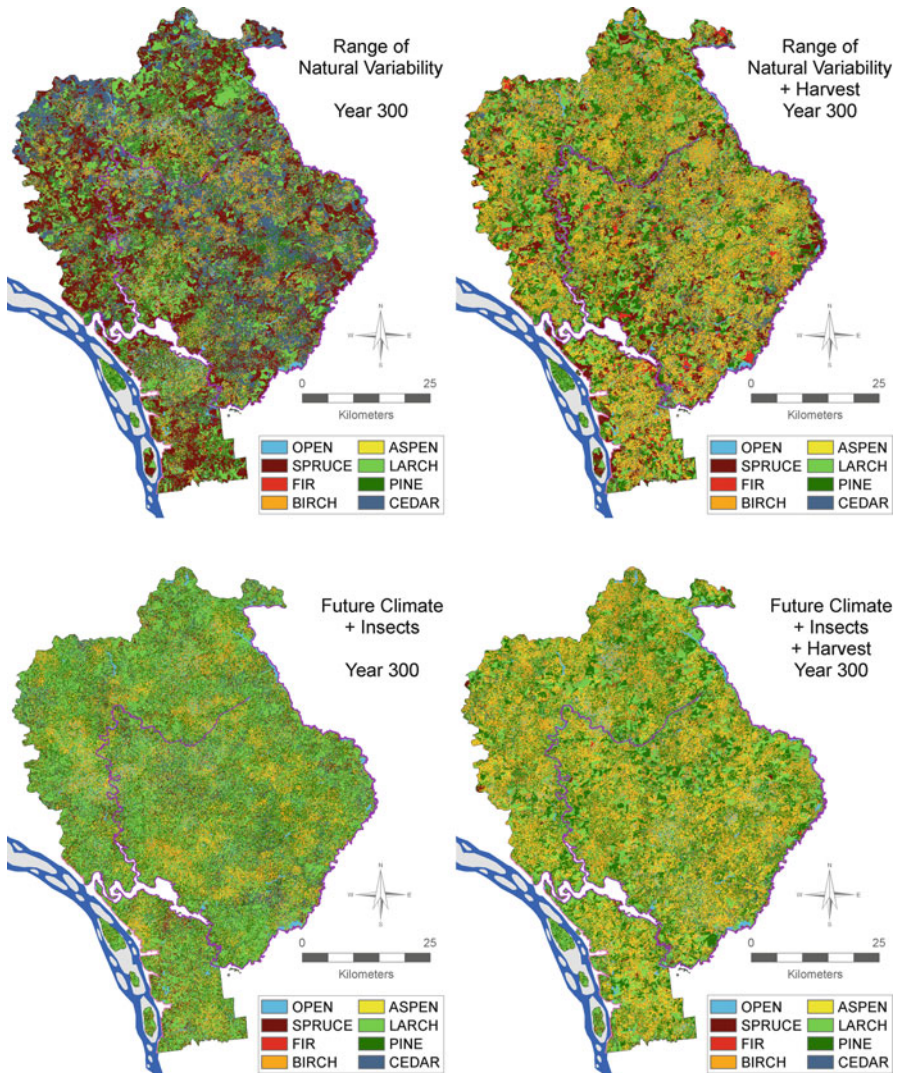 Range of
Natural Variability
Year 300
N
W E
S
0 25
Kilometers
OPEN ASPEN
SPRUCE LARCH
FIR PINE
BIRCH CEDAR
Range of
Natural Variability
+ Harvest
Year 300
N
W E
S
0 25
Kilometers
OPEN ASPEN
SPRUCE LARCH
FIR PINE
BIRCH CEDAR
Future Climate
+ Insects
Year 300
N
W E
S
0 25
Kilometers
OPEN ASPEN
SPRUCE LARCH
FIR PINE
BIRCH CEDAR
Future Climate
+ Insects
+ Harvest
Year 300
N
W E
S
0 25
Kilometers
OPEN ASPEN
SPRUCE LARCH
FIR PINE
BIRCH CEDAR